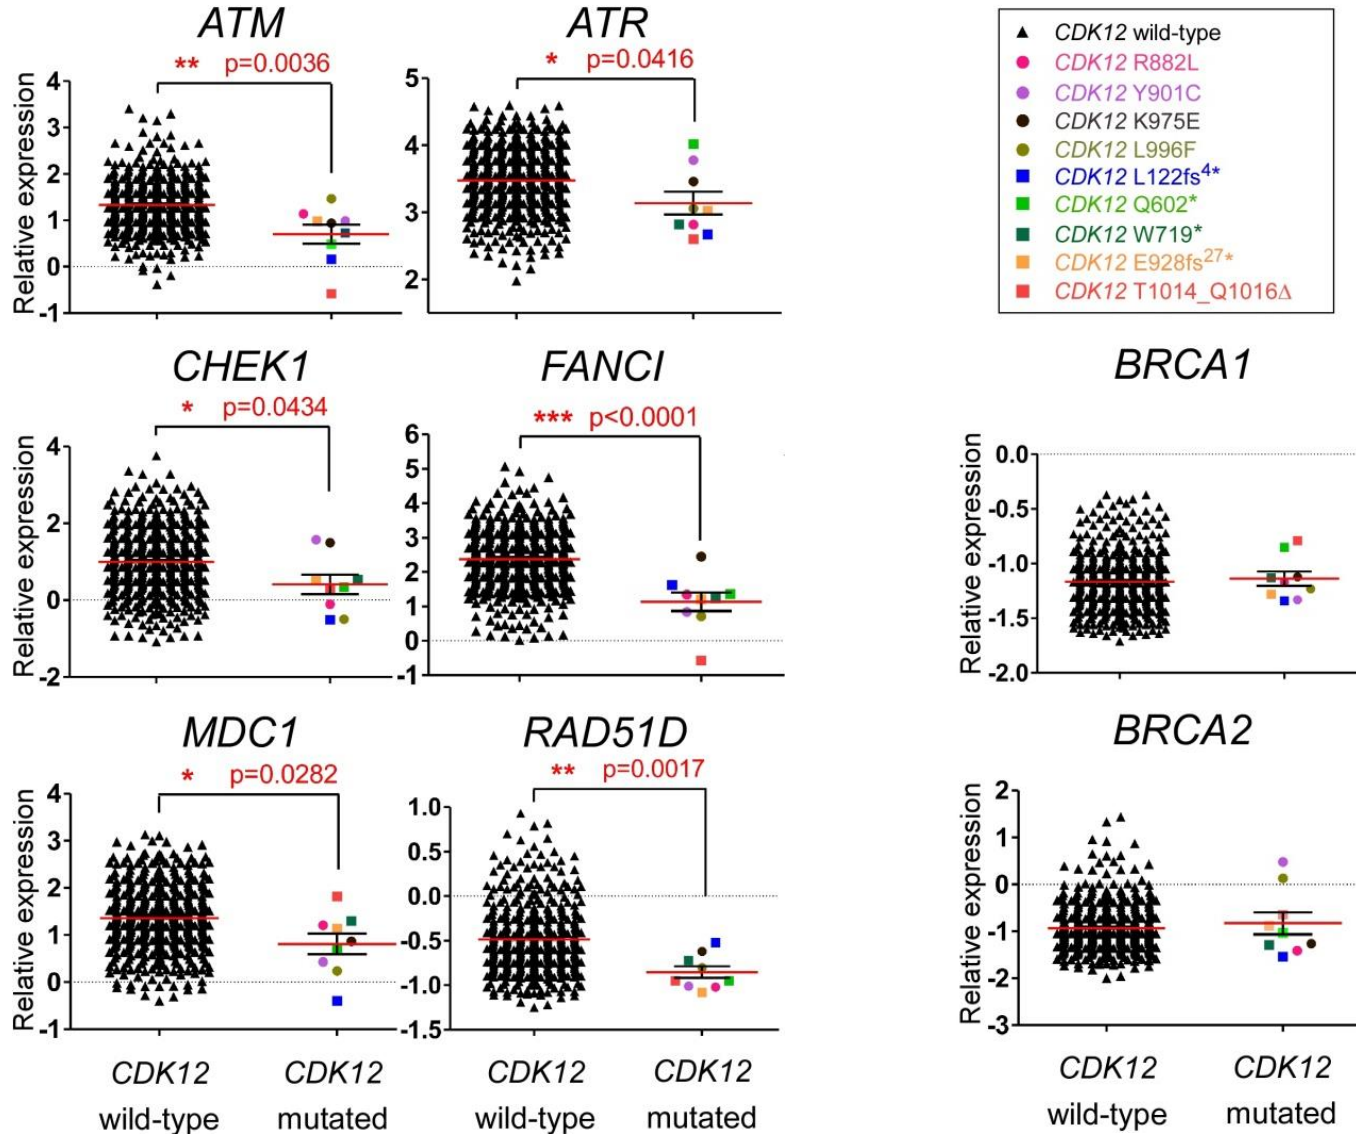 ATM
** p=0.0036
Relative expression
4
3
2
1
0
-1
ATR
* p=0.0416
5
4
3
2
▲ CDK12 wild-type
CDK12 R882L
CDK12 Y901C
CDK12 K975E
CDK12 L996F
CDK12 L122fs4*
CDK12 Q602*
CDK12 W719*
CDK12 E928fs27*
CDK12 T1014_Q1016Δ
CHEK1
* p=0.0434
Relative expression
4
2
0
-2
FANCI
*** p<0.0001
6
5
4
3
2
1
0
-1
BRCA1
Relative expression
0.0
-0.5
-1.0
-1.5
-2.0
MDC1
* p=0.0282
Relative expression
4
3
2
1
0
-1
CDK12
wild-type
CDK12
mutated
RAD51D
** p=0.0017
1.0
0.5
0.0
-0.5
-1.0
-1.5
CDK12
wild-type
CDK12
mutated
BRCA2
Relative expression
2
1
0
-1
-2
-3
CDK12
wild-type
CDK12
mutated